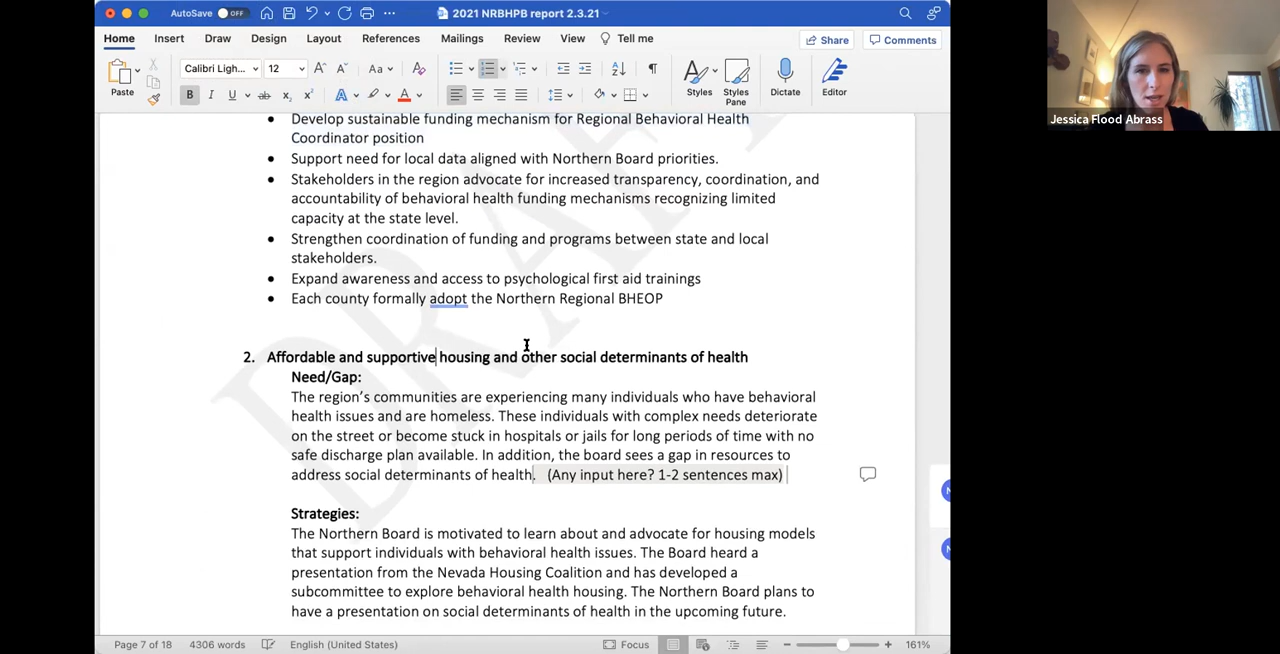 AutoSave OFF
2021 NRBHPB report 2.3.21
Home Insert Draw Design Layout References Mailings Review View Tell me Share Comments
Calibri Ligh... 12
Paste Styles Styles Pane Dictate Editor
DRAFT
Develop sustainable funding mechanism for Regional Behavioral Health
Coordinator position
Support need for local data aligned with Northern Board priorities.
Stakeholders in the region advocate for increased transparency, coordination, and
accountability of behavioral health funding mechanisms recognizing limited
capacity at the state level.
Strengthen coordination of funding and programs between state and local
stakeholders.
Expand awareness and access to psychological first aid trainings
Each county formally adopt the Northern Regional BHEOP
2. Affordable and supportive housing and other social determinants of health
Need/Gap:
The region's communities are experiencing many individuals who have behavioral
health issues and are homeless. These individuals with complex needs deteriorate
on the street or become stuck in hospitals or jails for long periods of time with no
safe discharge plan available. In addition, the board sees a gap in resources to
address social determinants of health. (Any input here? 1-2 sentences max)
Strategies:
The Northern Board is motivated to learn about and advocate for housing models
that support individuals with behavioral health issues. The Board heard a
presentation from the Nevada Housing Coalition and has developed a
subcommittee to explore behavioral health housing. The Northern Board plans to
have a presentation on social determinants of health in the upcoming future.
Page 7 of 18 4306 words English (United States) Focus 161%
Jessica Flood Abrass